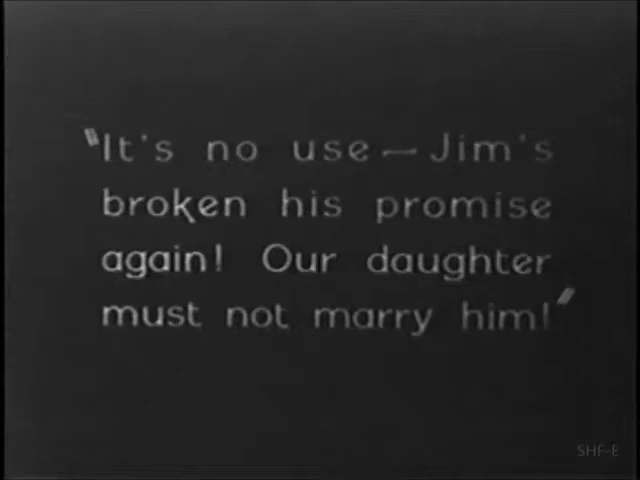 "It's no use — Jim's
broken his promise
again! Our daughter
must not marry him!"
SHF-E